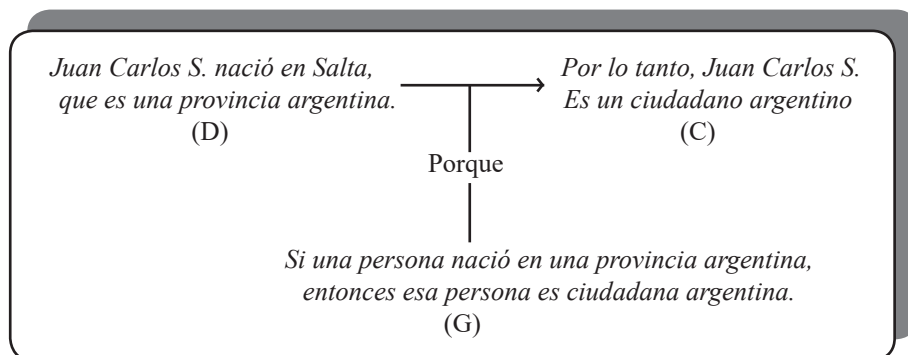 Juan Carlos S. nació en Salta,
que es una provincia argentina.
(D)
Por lo tanto, Juan Carlos S.
Es un ciudadano argentino
(C)
Porque
Si una persona nació en una provincia argentina,
entonces esa persona es ciudadana argentina.
(G)